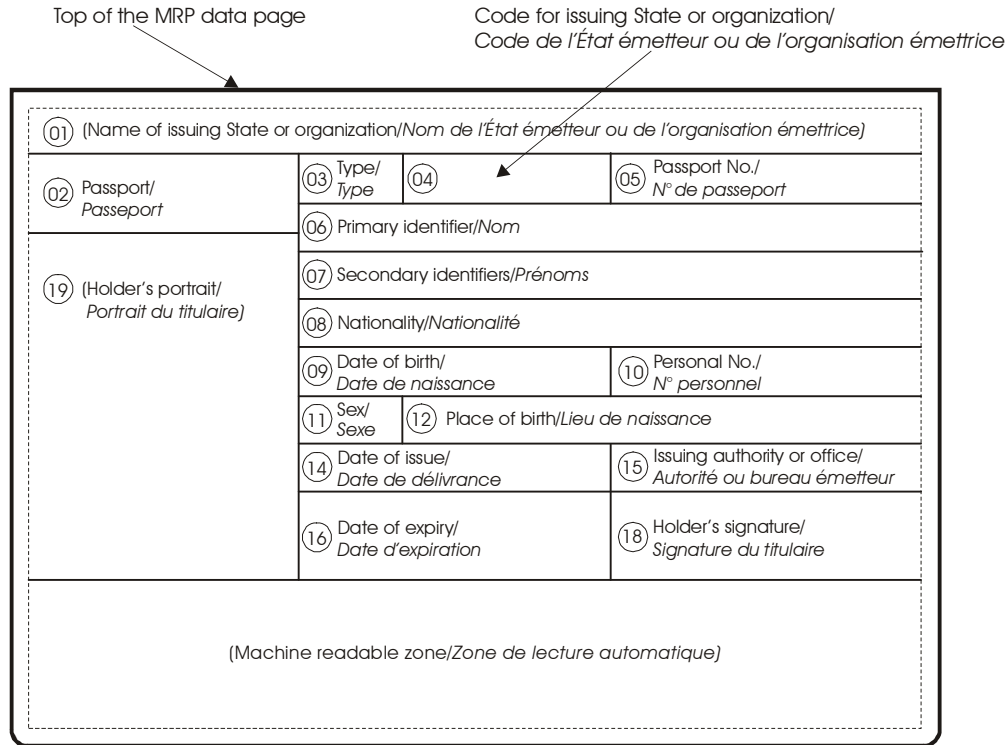 Top of the MRP data page
Code for issuing State or organization/
Code de l'État émetteur ou de l'organisation émettrice
01 (Name of issuing State or organization/Nom de l'État émetteur ou de l'organisation émettrice)
02 Passport/
Passeport
03 Type/
Type
04
05 Passport No./
N° de passeport
06 Primary identifier/Nom
07 Secondary identifiers/Prénoms
19 (Holder's portrait/
Portrait du titulaire)
08 Nationality/Nationalité
09 Date of birth/
Date de naissance
10 Personal No./
N° personnel
11 Sex/
Sexe
12 Place of birth/Lieu de naissance
14 Date of issue/
Date de délivrance
15 Issuing authority or office/
Autorité ou bureau émetteur
16 Date of expiry/
Date d'expiration
18 Holder's signature/
Signature du titulaire
(Machine readable zone/Zone de lecture automatique)